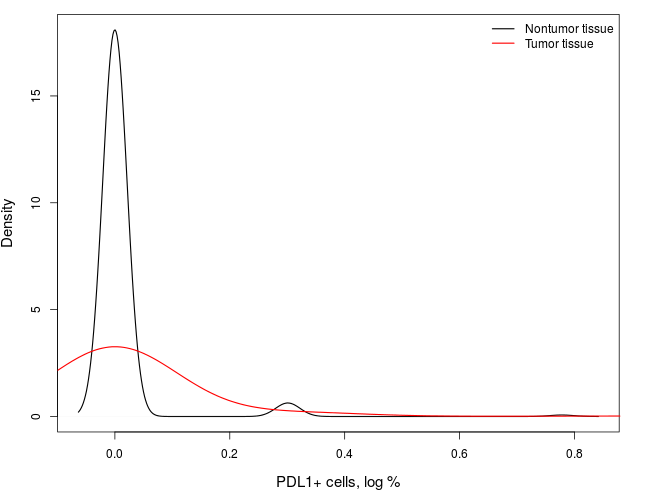 Nontumor tissue
Tumor tissue
Density
15
10
5
0
0.0 0.2 0.4 0.6 0.8
PDL1+ cells, log %